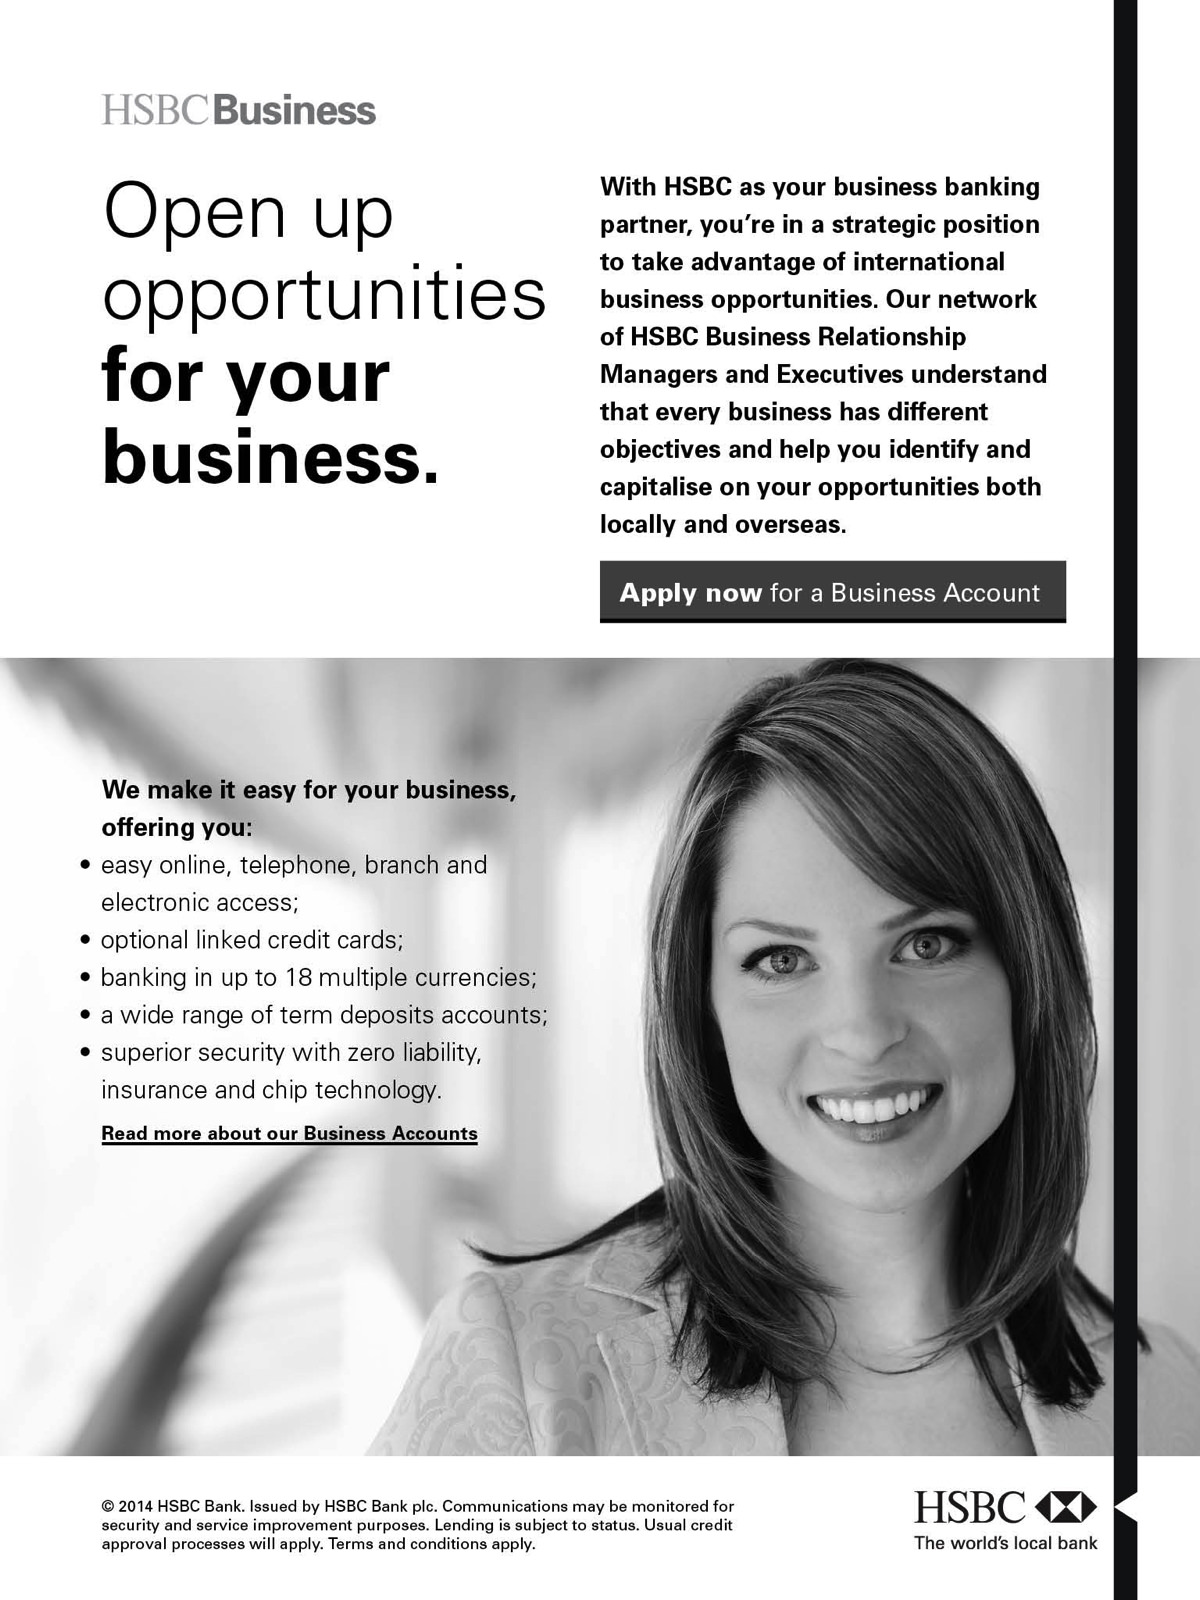 HSBC Business
Open up
opportunities
for your
business.
With HSBC as your business banking
partner, you’re in a strategic position
to take advantage of international
business opportunities. Our network
of HSBC Business Relationship
Managers and Executives understand
that every business has different
objectives and help you identify and
capitalise on your opportunities both
locally and overseas.
Apply now for a Business Account
We make it easy for your business,
offering you:
• easy online, telephone, branch and
electronic access;
• optional linked credit cards;
• banking in up to 18 multiple currencies;
• a wide range of term deposits accounts;
• superior security with zero liability,
insurance and chip technology.
Read more about our Business Accounts
© 2014 HSBC Bank. Issued by HSBC Bank plc. Communications may be monitored for
security and service improvement purposes. Lending is subject to status. Usual credit
approval processes will apply. Terms and conditions apply.
HSBC
The world’s local bank